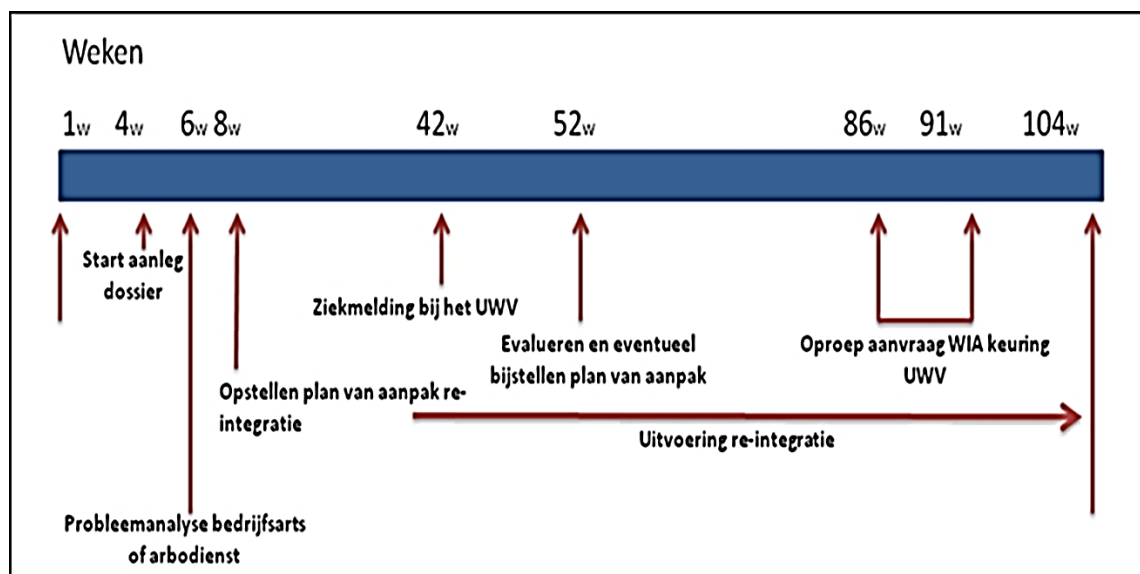 Weken
1w 4w 6w 8w 42w 52w 86w 91w 104w
Start aanleg
dossier
Ziekmelding bij het UWV
Evalueren en eventueel
bijstellen plan van aanpak
Oproep aanvraag WIA keuring
UWV
Opstellen plan van aanpak re-
integratie
Uitvoering re-integratie
Probleemanalyse bedrijfsarts
of arbodienst